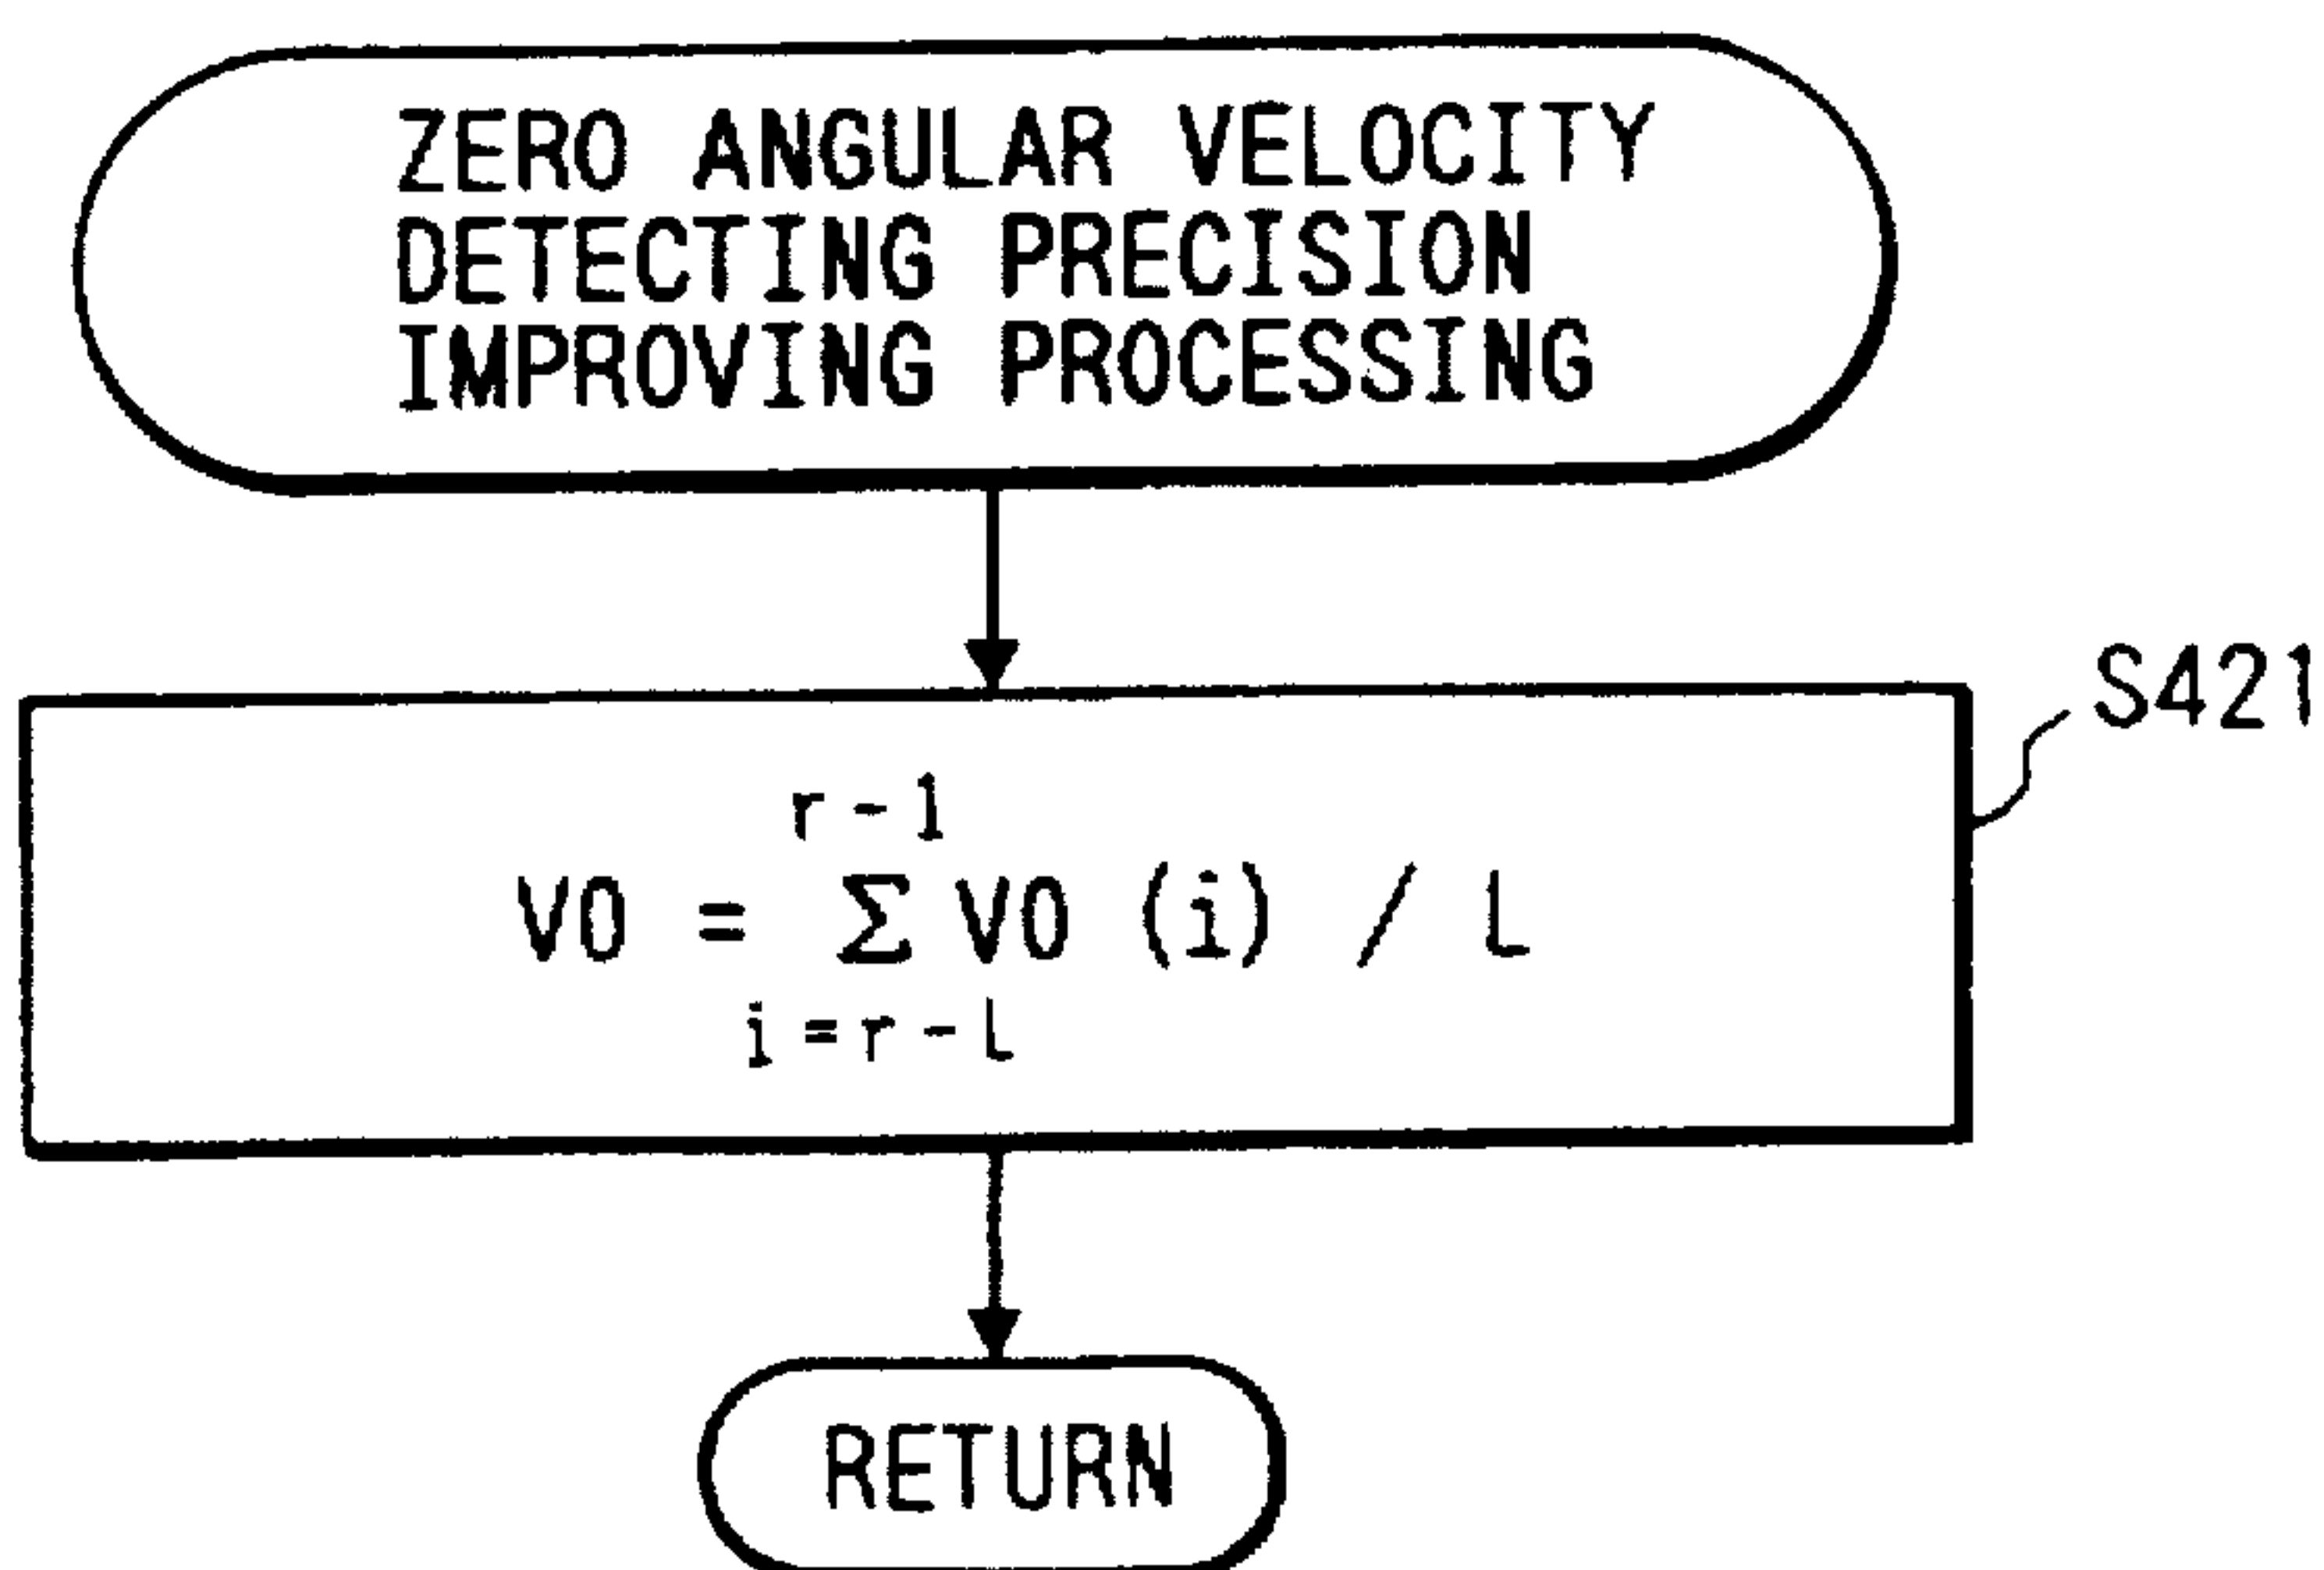 ZERO ANGULAR VELOCITY
DETECTING PRECISION
IMPROVING PROCESSING
S421
r-1
V0 = Σ V0 (i) / L
i=r-L
RETURN